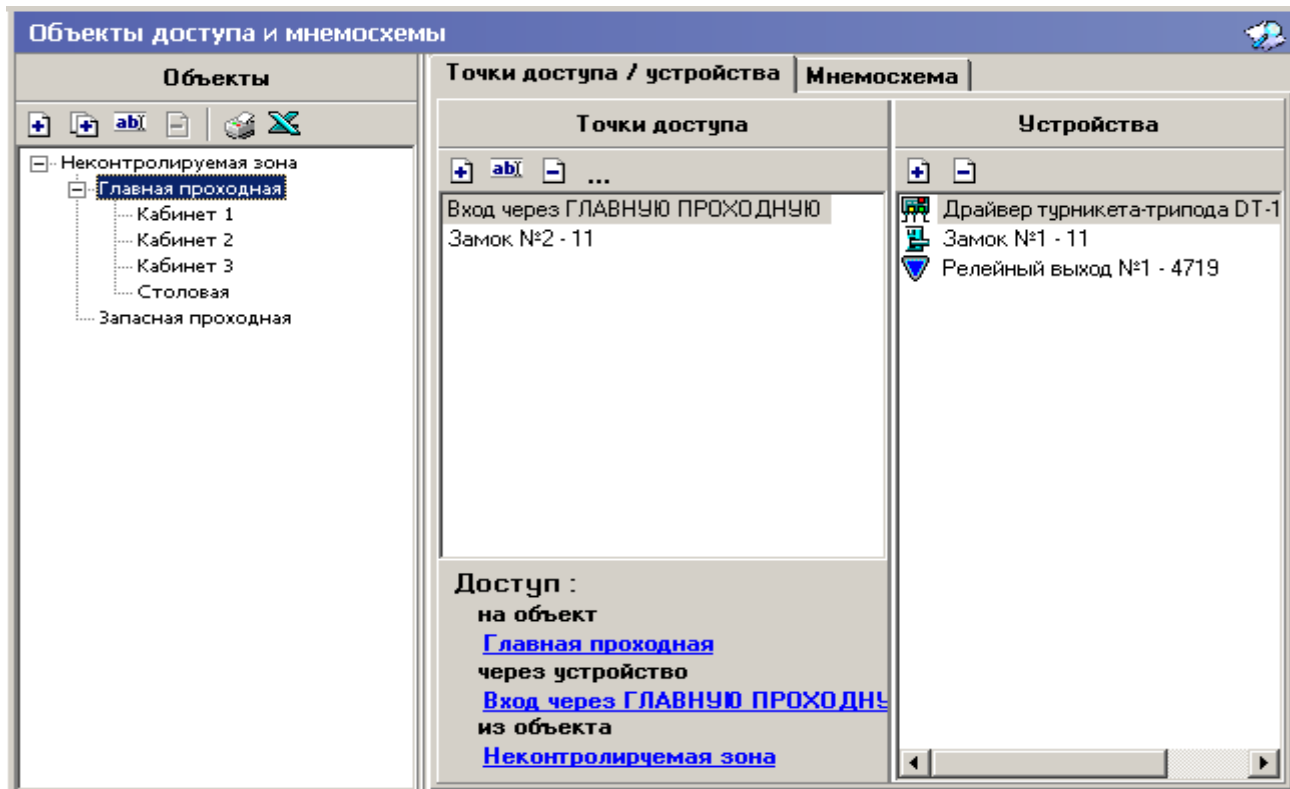 Объекты доступа и мнемосхемы
Объекты
Точки доступа / устройства
Мнемосхема
Точки доступа
Устройства
abI
abI
...
Неконтролируемая зона
Главная проходная
Кабинет 1
Кабинет 2
Кабинет 3
Столовая
Запасная проходная
Вход через ГЛАВНУЮ ПРОХОДНУЮ
Замок №2 - 11
Драйвер турникета-трипода DT-1
Замок №1 - 11
Релейный выход №1 - 4719
Доступ :
на объект
Главная проходная
через устройство
Вход через ГЛАВНУЮ ПРОХОДНУ
из объекта
Неконтролируемая зона